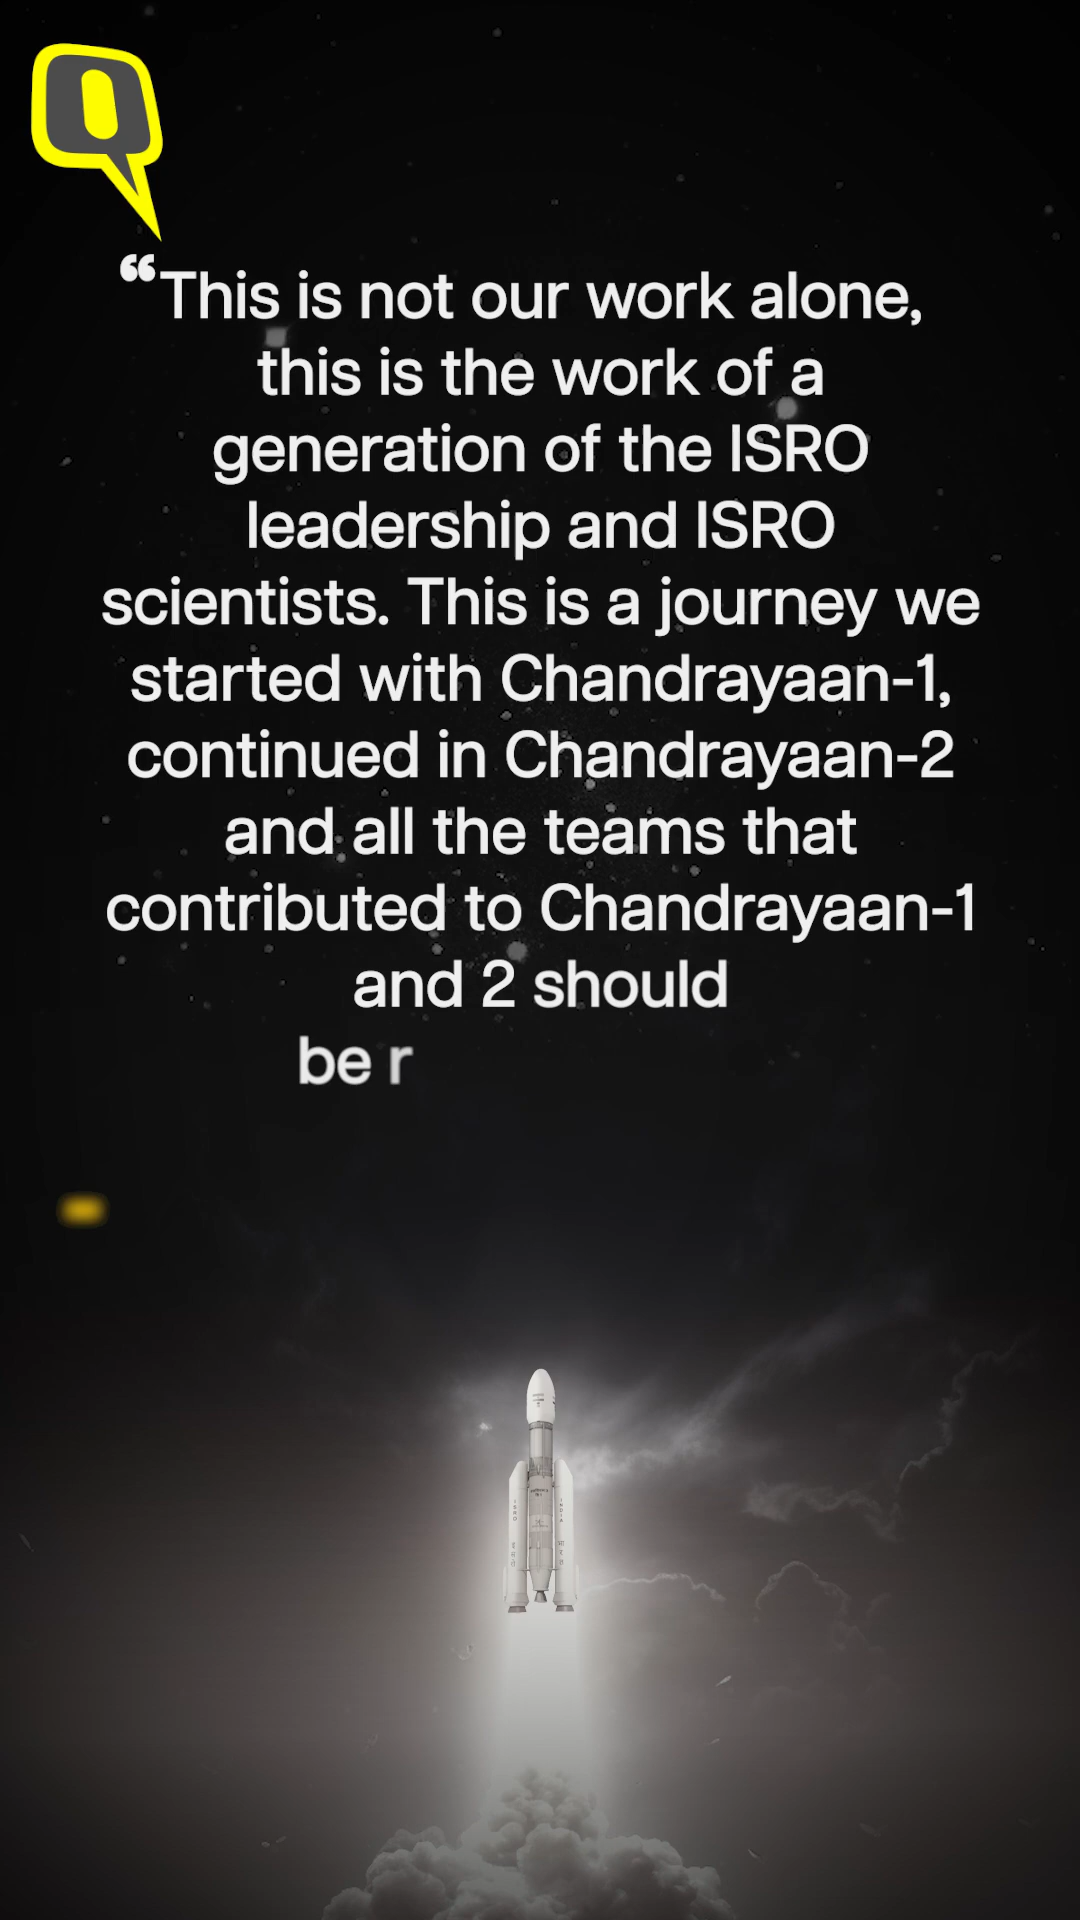 “This is not our work alone,
this is the work of a
generation of the ISRO
leadership and ISRO
scientists. This is a journey we
started with Chandrayaan-1,
continued in Chandrayaan-2
and all the teams that
contributed to Chandrayaan-1
and 2 should
be r